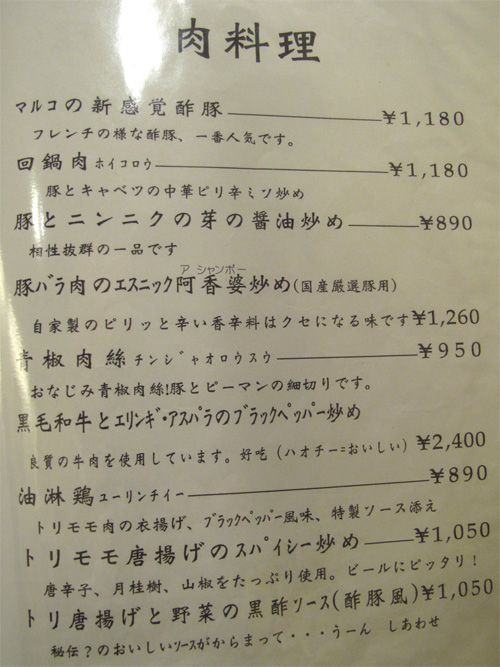 肉料理
マルコの新感覚酢豚 ¥1,180
フレンチの様な酢豚、一番人気です。
回鍋肉ホイコロウ ¥1,180
豚とキャベツの中華ピリ辛ミソ炒め
豚とニンニクの芽の醤油炒め ¥890
相性抜群の一品です
ア シャンポー
豚バラ肉のエスニック阿香婆炒め(国産厳選豚用)
自家製のピリッと辛い香辛料はクセになる味です ¥1,260
青椒肉絲チンジャオロウスウ ¥950
おなじみ青椒肉絲!豚とピーマンの細切りです。
黒毛和牛とエリンギ・アスパラのブラックペッパー炒め
良質の牛肉を使用しています。好吃(ハオチー=おいしい) ¥2,400
油淋鶏ユーリンチイー ¥890
トリモモ肉の衣揚げ、ブラックペッパー風味、特製ソース添え
トリモモ唐揚げのスパイシー炒め ¥1,050
唐辛子、月桂樹、山椒をたっぷり使用。ビールにピッタリ!
トリ唐揚げと野菜の黒酢ソース(酢豚風) ¥1,050
秘伝?のおいしいソースがからまって・・・うーん しあわせ